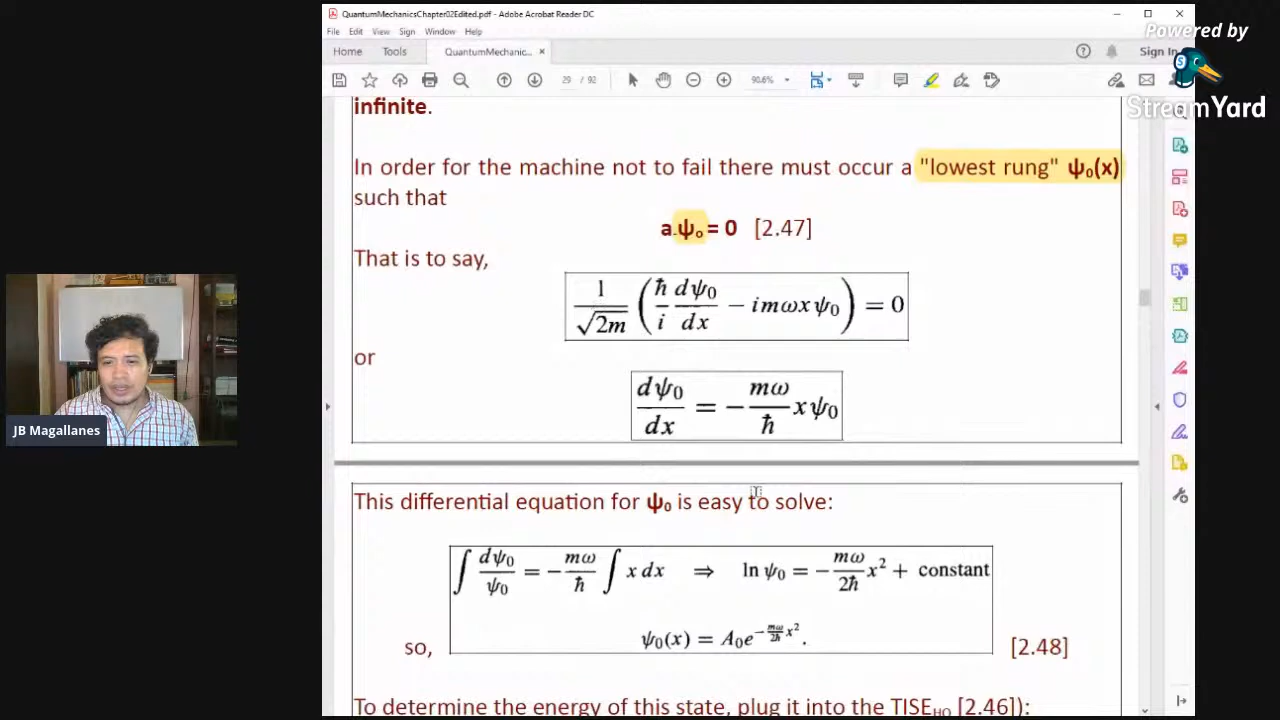 QuantumMechanicsChapter02Edited.pdf - Adobe Acrobat Reader DC
File Edit View Sign Window Help
Home Tools QuantumMechanic... × Sign In
29 / 92 90.6%
Powered by
StreamYard
infinite.
In order for the machine not to fail there must occur a "lowest rung" ψ₀(x)
such that
a₋ψ₀ = 0 [2.47]
That is to say,
1/√2m (ħ/i dψ₀/dx − imωxψ₀) = 0
or
dψ₀/dx = − mω/ħ xψ₀
JB Magallanes
This differential equation for ψ₀ is easy to solve:
∫ dψ₀/ψ₀ = − mω/ħ ∫ x dx ⇒ ln ψ₀ = − mω/2ħ x² + constant
so, ψ₀(x) = A₀e^(−mω/2ħ x²). [2.48]
To determine the energy of this state, plug it into the TISE_HO [2.46]):